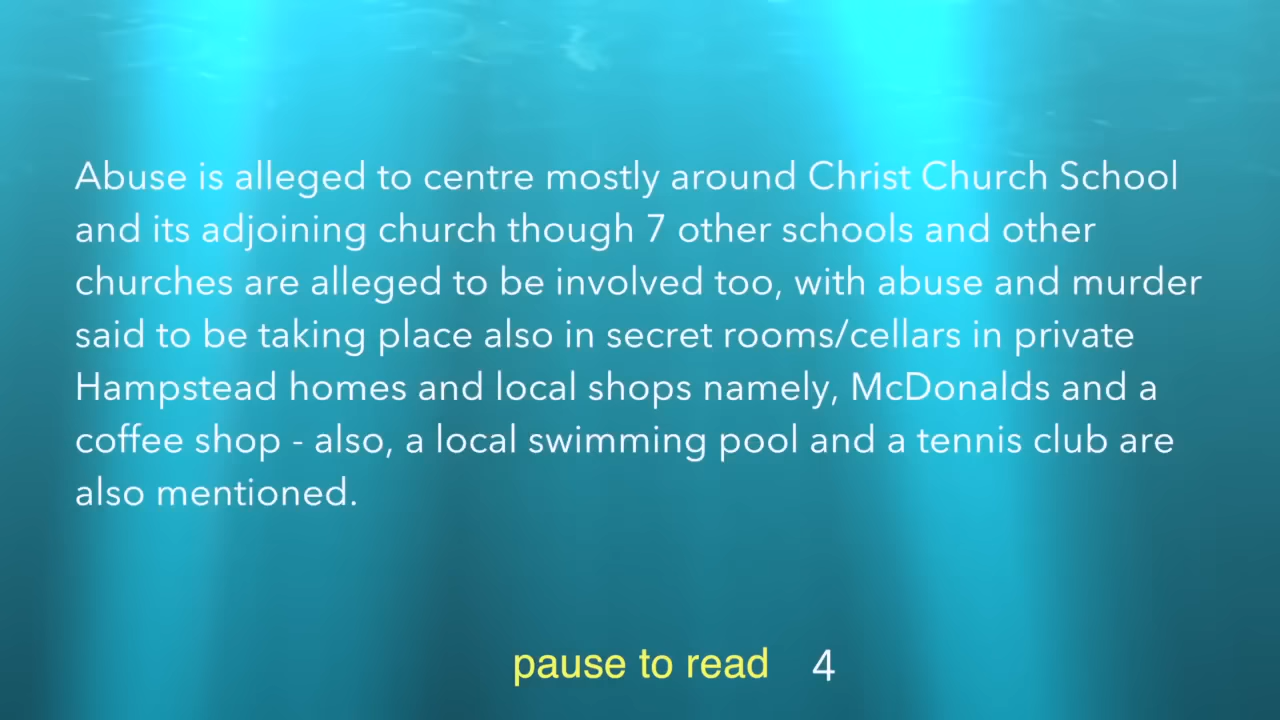 Abuse is alleged to centre mostly around Christ Church School
and its adjoining church though 7 other schools and other
churches are alleged to be involved too, with abuse and murder
said to be taking place also in secret rooms/cellars in private
Hampstead homes and local shops namely, McDonalds and a
coffee shop - also, a local swimming pool and a tennis club are
also mentioned.
pause to read 4